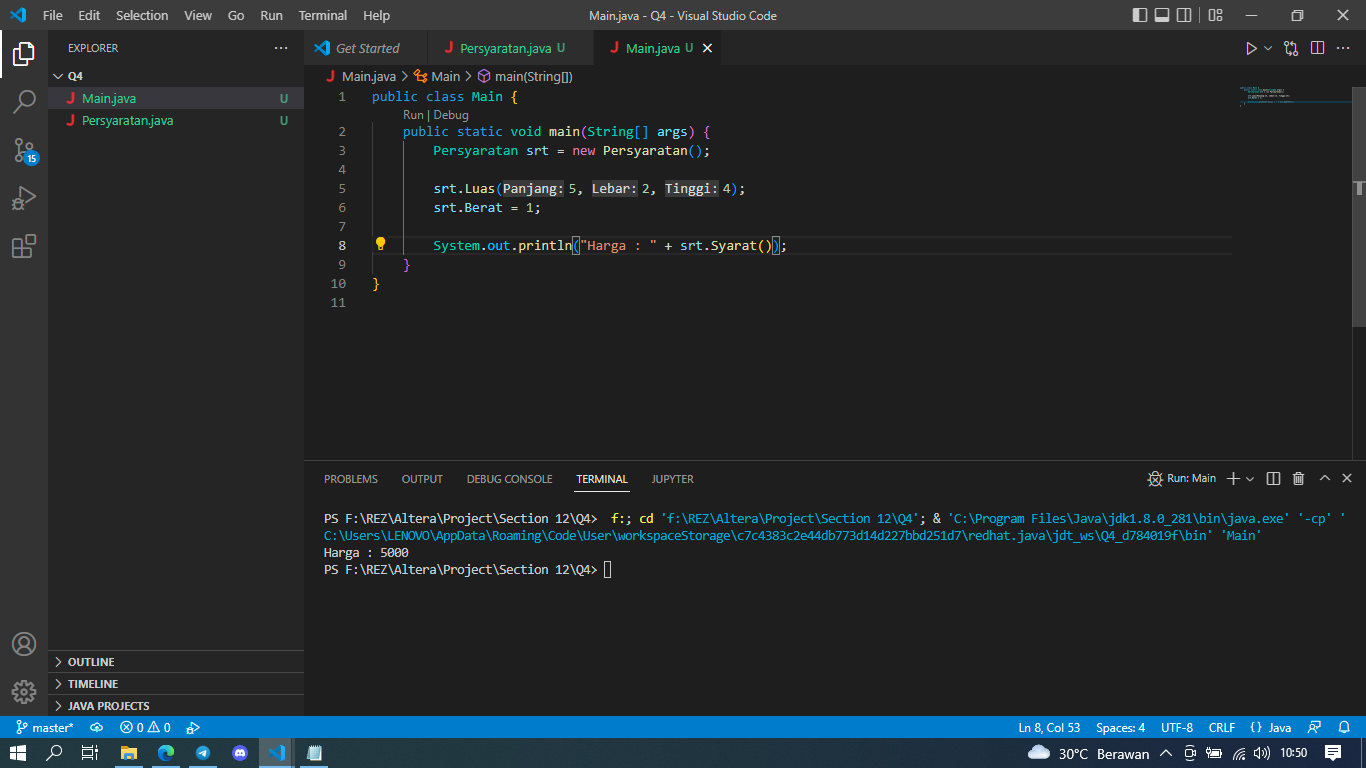 File Edit Selection View Go Run Terminal Help
Main.java - Q4 - Visual Studio Code
EXPLORER
Get Started
Persyaratan.java U
Main.java U
Q4
Main.java U
Persyaratan.java U
15
Main.java > Main > main(String[])
1 public class Main {
Run | Debug
2 public static void main(String[] args) {
3 Persyaratan srt = new Persyaratan();
4
5 srt.Luas(Panjang: 5, Lebar: 2, Tinggi: 4);
6 srt.Berat = 1;
7
8 System.out.println("Harga : " + srt.Syarat());
9 }
10 }
11
PROBLEMS OUTPUT DEBUG CONSOLE TERMINAL JUPYTER
Run: Main
PS F:\REZ\Altera\Project\Section 12\Q4> f:; cd 'f:\REZ\Altera\Project\Section 12\Q4'; & 'C:\Program Files\Java\jdk1.8.0_281\bin\java.exe' '-cp' '
C:\Users\LENOVO\AppData\Roaming\Code\User\workspaceStorage\c7c4383c2e44db773d14d227bbd251d7\redhat.java\jdt_ws\Q4_d784019f\bin' 'Main'
Harga : 5000
PS F:\REZ\Altera\Project\Section 12\Q4>
OUTLINE
TIMELINE
JAVA PROJECTS
master* 0 0 Ln 8, Col 53 Spaces: 4 UTF-8 CRLF {} Java
30°C Berawan 10:50